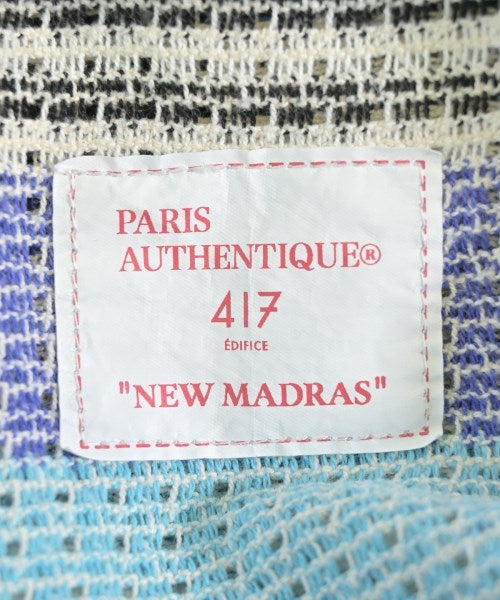 PARIS
AUTHENTIQUE®
417
ÉDIFICE
"NEW MADRAS"